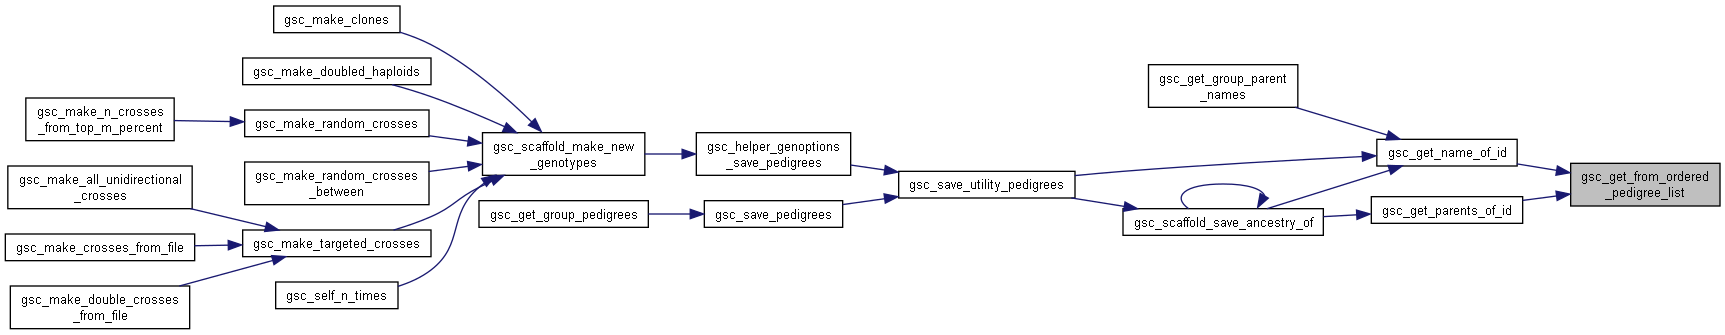 gsc_make_clones
gsc_make_doubled_haploids
gsc_make_n_crosses
_from_top_m_percent
gsc_make_random_crosses
gsc_make_random_crosses
_between
gsc_make_all_unidirectional
_crosses
gsc_make_crosses_from_file
gsc_make_double_crosses
_from_file
gsc_make_targeted_crosses
gsc_self_n_times
gsc_scaffold_make_new
_genotypes
gsc_get_group_pedigrees
gsc_helper_genoptions
_save_pedigrees
gsc_save_pedigrees
gsc_save_utility_pedigrees
gsc_get_group_parent
_names
gsc_scaffold_save_ancestry_of
gsc_get_name_of_id
gsc_get_parents_of_id
gsc_get_from_ordered
_pedigree_list